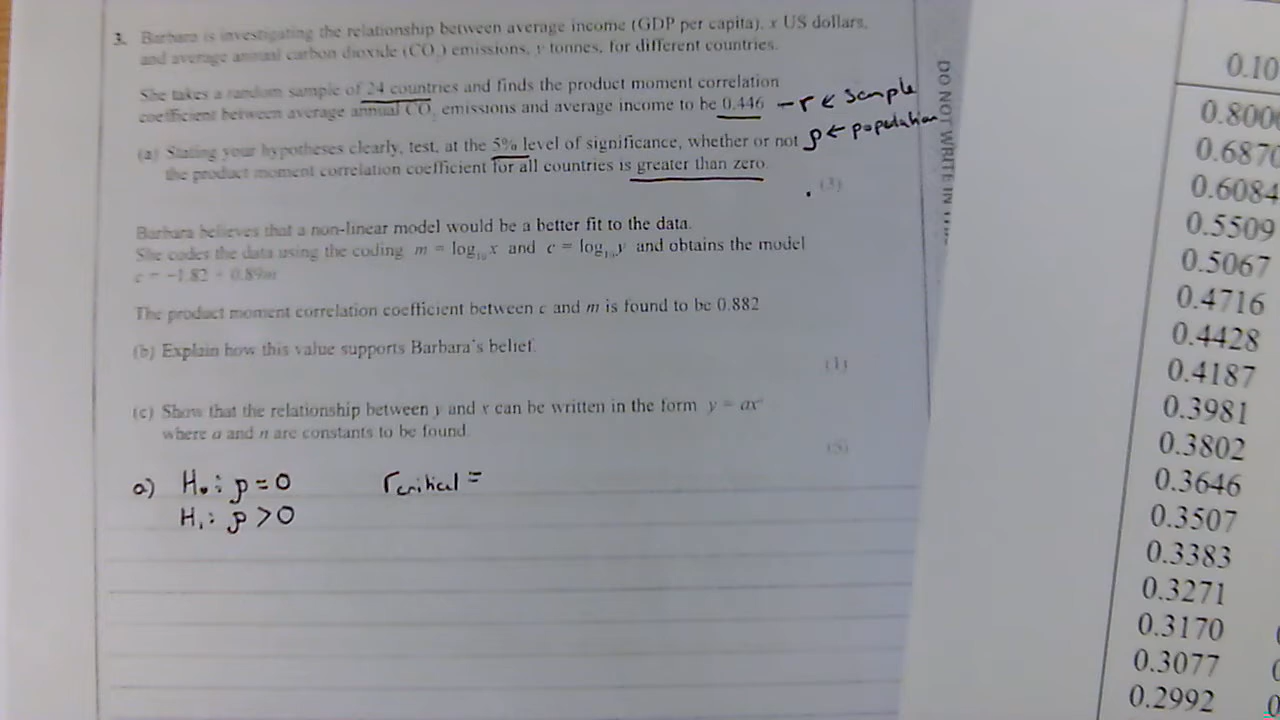 3. Barbara is investigating the relationship between average income (GDP per capita), x US dollars,
and average annual carbon dioxide (CO₂) emissions, y tonnes, for different countries.
She takes a random sample of 24 countries and finds the product moment correlation
coefficient between average annual CO₂ emissions and average income to be 0.446 – r ← sample
(a) Stating your hypotheses clearly, test, at the 5% level of significance, whether or not ρ ← population
the product moment correlation coefficient for all countries is greater than zero.
(3)
Barbara believes that a non-linear model would be a better fit to the data.
She codes the data using the coding m = log₁₀ x and c = log₁₀ y and obtains the model
c = −1.82 + 0.89m
The product moment correlation coefficient between c and m is found to be 0.882
(b) Explain how this value supports Barbara's belief.
(1)
(c) Show that the relationship between y and x can be written in the form y = axⁿ
where a and n are constants to be found.
(5)
a) H₀: ρ = 0 r critical =
H₁: ρ > 0
DO NOT WRITE IN
0.10
0.8000
0.6870
0.6084
0.5509
0.5067
0.4716
0.4428
0.4187
0.3981
0.3802
0.3646
0.3507
0.3383
0.3271
0.3170
0.3077
0.2992